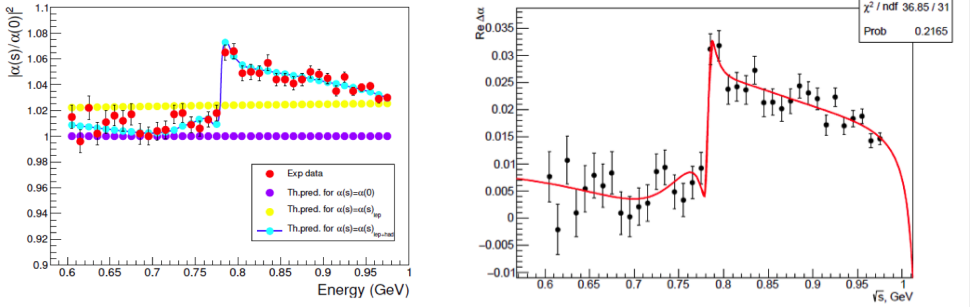 |α(s)/α(0)|²
1.1
1.08
1.06
1.04
1.02
1
0.98
0.96
0.94
0.92
0.9
Exp data
Th.pred. for α(s)=α(0)
Th.pred. for α(s)=α(s)lep
Th.pred. for α(s)=α(s)lep+had
0.6 0.65 0.7 0.75 0.8 0.85 0.9 0.95 1
Energy (GeV)
χ² / ndf 36.85 / 31
Prob 0.2165
Re Δα
0.035
0.03
0.025
0.02
0.015
0.01
0.005
0
−0.005
−0.01
0.6 0.65 0.7 0.75 0.8 0.85 0.9 0.95 1
√s, GeV